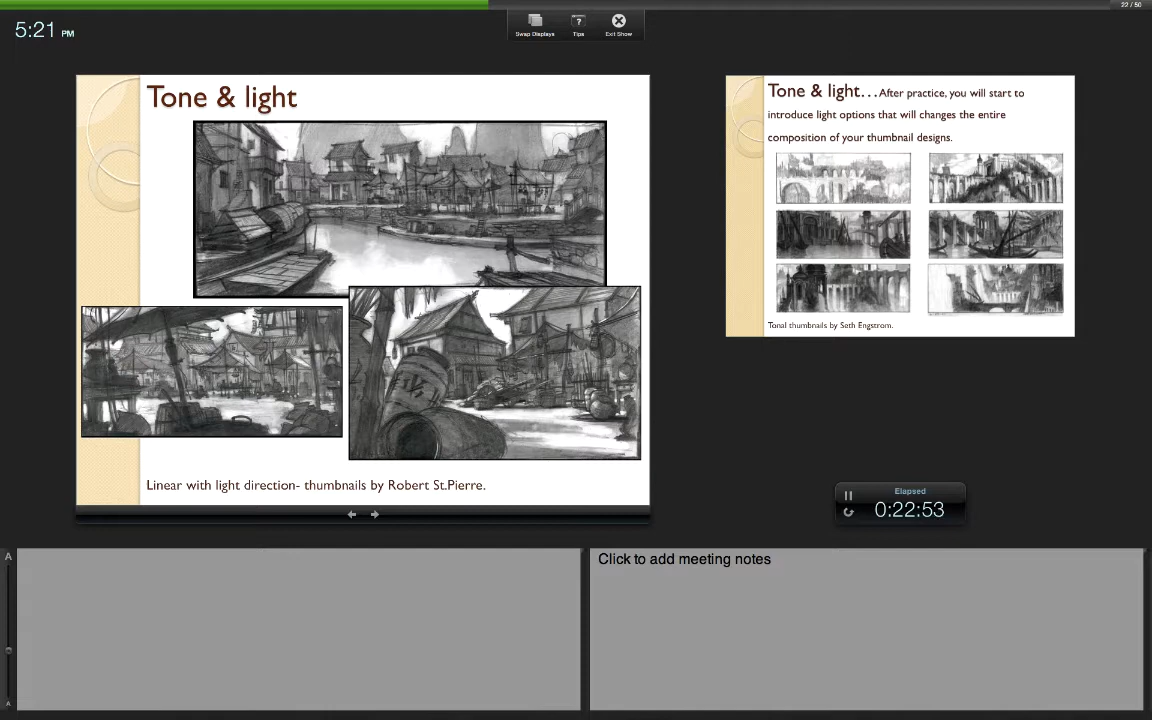 22 / 50
5:21 PM
Swap Displays
Tips
Exit Show
Tone & light
Linear with light direction- thumbnails by Robert St.Pierre.
Tone & light...After practice, you will start to
introduce light options that will changes the entire
composition of your thumbnail designs.
Tonal thumbnails by Seth Engstrom.
Elapsed
0:22:53
A
A
Click to add meeting notes